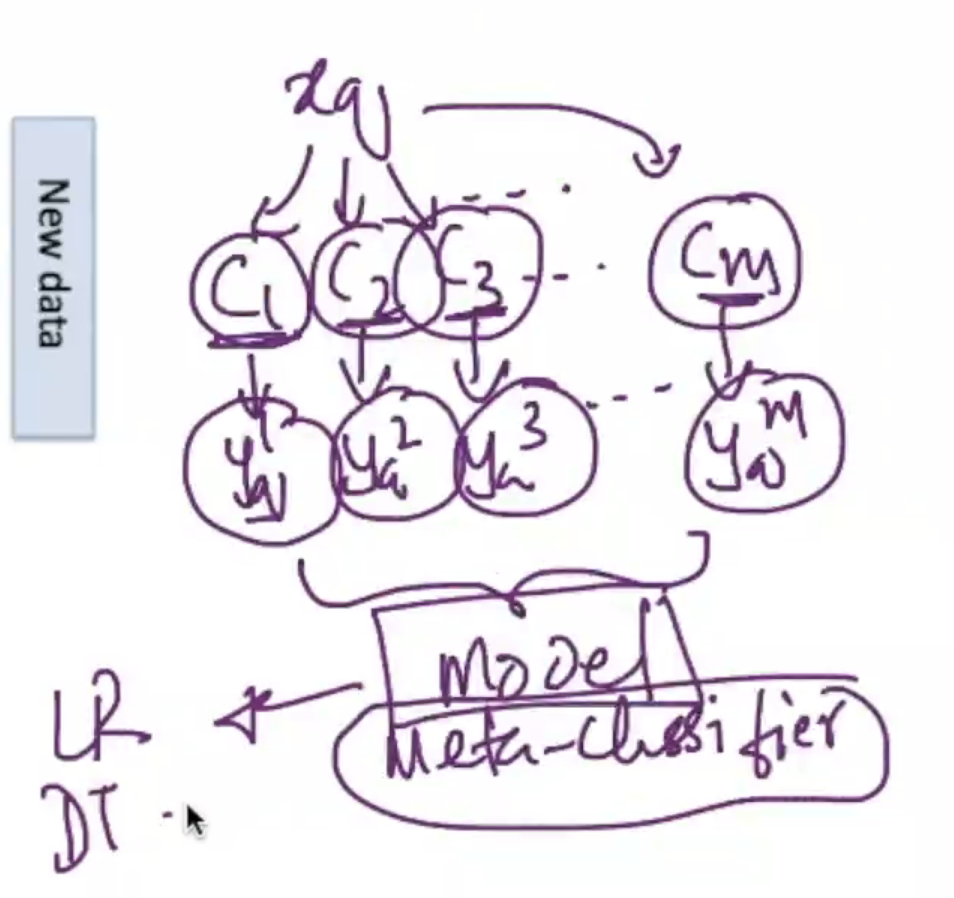 New data
xq
C1 C2 C3 Cm
yq1 yq2 yq3 yqM
Model
Meta-classifier
LR
DT